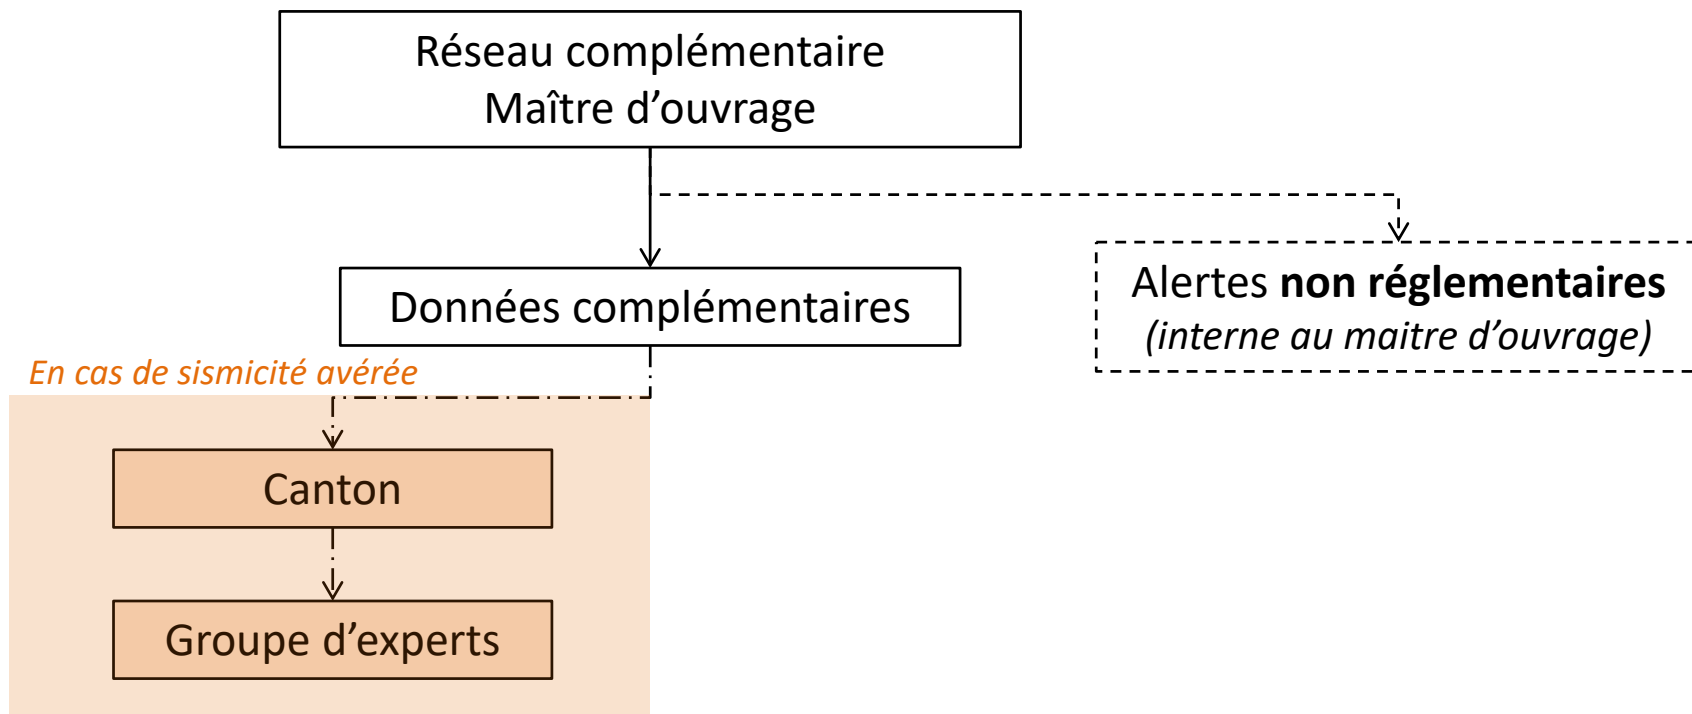 Réseau complémentaire
Maître d’ouvrage
Données complémentaires
Alertes non réglementaires
(interne au maitre d’ouvrage)
En cas de sismicité avérée
Canton
Groupe d’experts